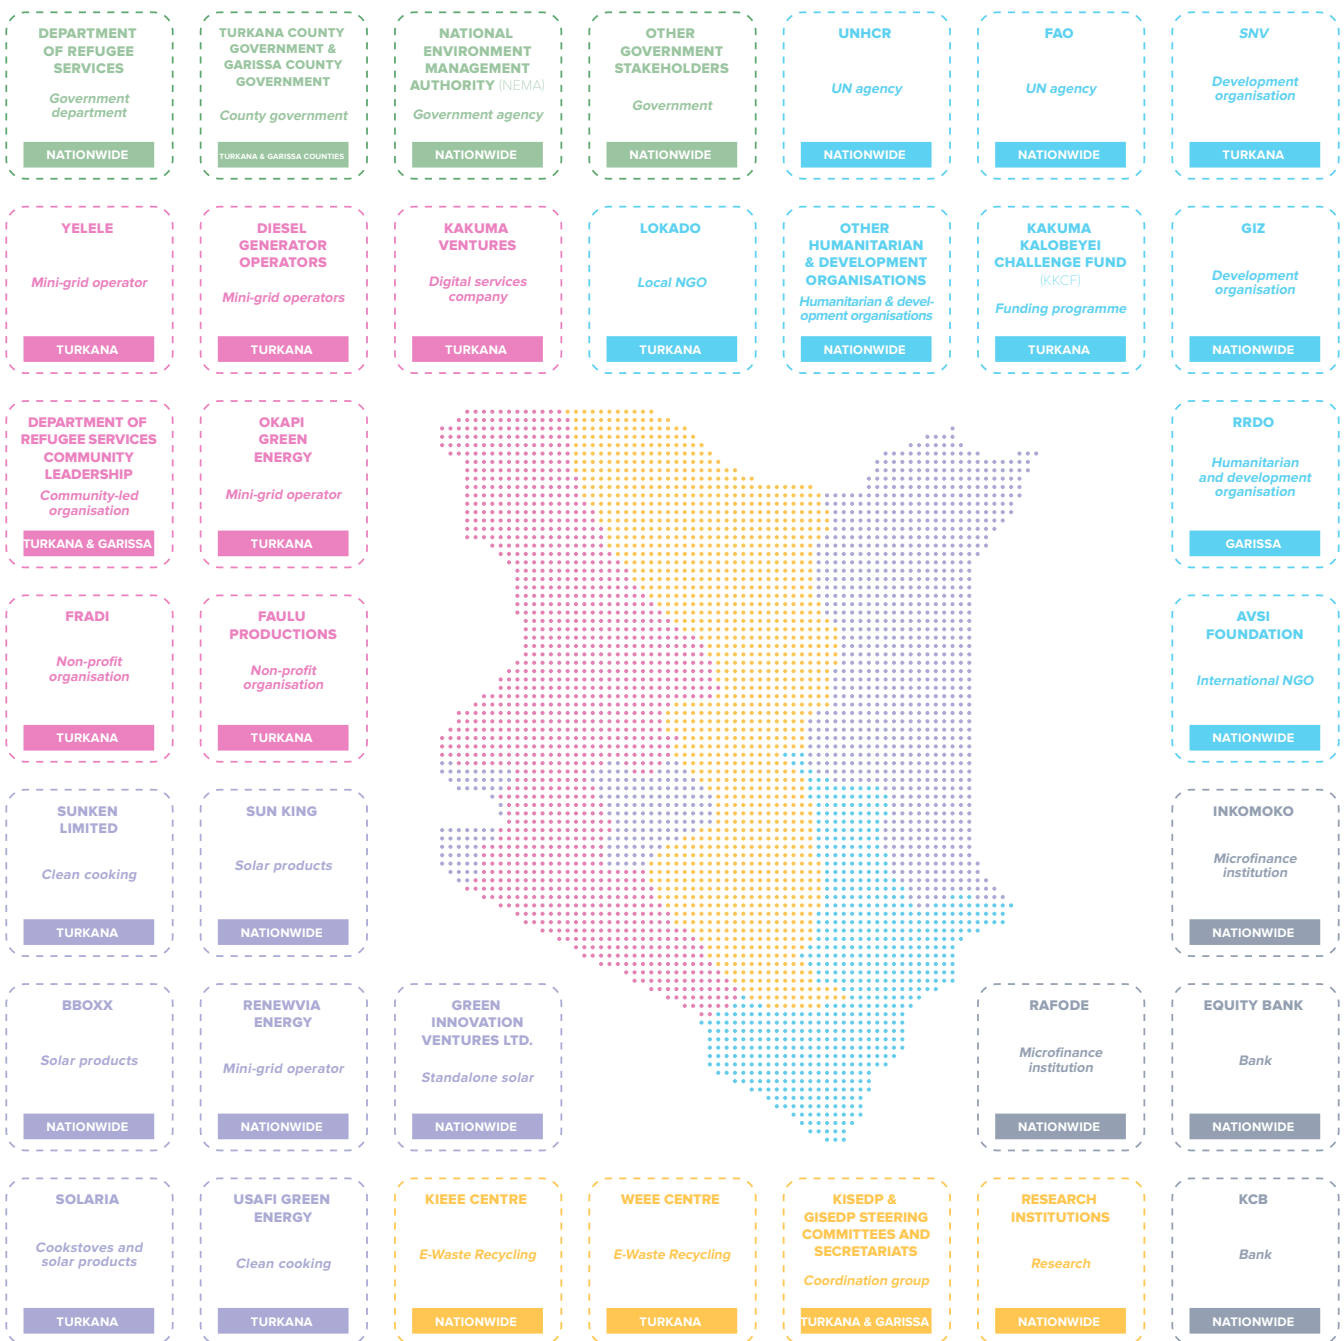 DEPARTMENT
OF REFUGEE
SERVICES
Government
department
NATIONWIDE
TURKANA COUNTY
GOVERNMENT &
GARISSA COUNTY
GOVERNMENT
County government
TURKANA & GARISSA COUNTIES
NATIONAL
ENVIRONMENT
MANAGEMENT
AUTHORITY (NEMA)
Government agency
NATIONWIDE
OTHER
GOVERNMENT
STAKEHOLDERS
Government
NATIONWIDE
UNHCR
UN agency
NATIONWIDE
FAO
UN agency
NATIONWIDE
SNV
Development
organisation
TURKANA
YELELE
Mini-grid operator
TURKANA
DIESEL
GENERATOR
OPERATORS
Mini-grid operators
TURKANA
KAKUMA
VENTURES
Digital services
company
TURKANA
LOKADO
Local NGO
TURKANA
OTHER
HUMANITARIAN
& DEVELOPMENT
ORGANISATIONS
Humanitarian & devel-
opment organisations
NATIONWIDE
KAKUMA
KALOBEYEI
CHALLENGE FUND
(KKCF)
Funding programme
TURKANA
GIZ
Development
organisation
NATIONWIDE
DEPARTMENT OF
REFUGEE SERVICES
COMMUNITY
LEADERSHIP
Community-led
organisation
TURKANA & GARISSA
OKAPI
GREEN
ENERGY
Mini-grid operator
TURKANA
RRDO
Humanitarian
and development
organisation
GARISSA
FRADI
Non-profit
organisation
TURKANA
FAULU
PRODUCTIONS
Non-profit
organisation
TURKANA
AVSI
FOUNDATION
International NGO
NATIONWIDE
SUNKEN
LIMITED
Clean cooking
TURKANA
SUN KING
Solar products
NATIONWIDE
INKOMOKO
Microfinance
institution
NATIONWIDE
BBOXX
Solar products
NATIONWIDE
RENEWVIA
ENERGY
Mini-grid operator
NATIONWIDE
GREEN
INNOVATION
VENTURES LTD.
Standalone solar
NATIONWIDE
RAFODE
Microfinance
institution
NATIONWIDE
EQUITY BANK
Bank
NATIONWIDE
SOLARIA
Cookstoves and
solar products
TURKANA
USAFI GREEN
ENERGY
Clean cooking
TURKANA
KIEEE CENTRE
E-Waste Recycling
NATIONWIDE
WEEE CENTRE
E-Waste Recycling
TURKANA
KISEDP &
GISEDP STEERING
COMMITTEES AND
SECRETARIATS
Coordination group
TURKANA & GARISSA
RESEARCH
INSTITUTIONS
Research
NATIONWIDE
KCB
Bank
NATIONWIDE